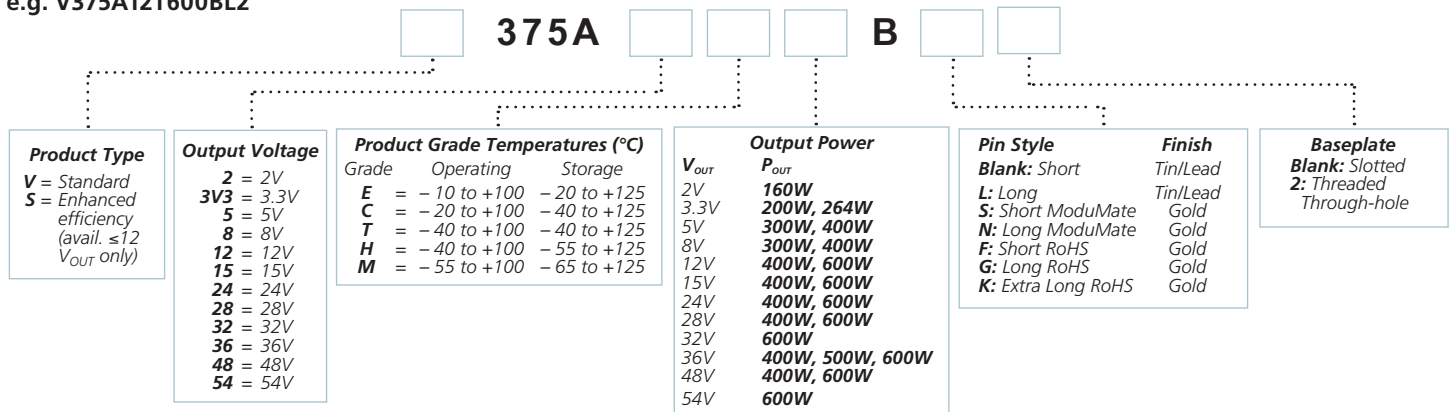 e.g. V375A12T600BL2
375A B
Product Type
V = Standard
S = Enhanced
efficiency
(avail. ≤12
VOUT only)
Output Voltage
2 = 2V
3V3 = 3.3V
5 = 5V
8 = 8V
12 = 12V
15 = 15V
24 = 24V
28 = 28V
32 = 32V
36 = 36V
48 = 48V
54 = 54V
Product Grade Temperatures (°C)
Grade Operating Storage
E = – 10 to +100 – 20 to +125
C = – 20 to +100 – 40 to +125
T = – 40 to +100 – 40 to +125
H = – 40 to +100 – 55 to +125
M = – 55 to +100 – 65 to +125
Output Power
VOUT POUT
2V 160W
3.3V 200W, 264W
5V 300W, 400W
8V 300W, 400W
12V 400W, 600W
15V 400W, 600W
24V 400W, 600W
28V 400W, 600W
32V 600W
36V 400W, 500W, 600W
48V 400W, 600W
54V 600W
Pin Style Finish
Blank: Short Tin/Lead
L: Long Tin/Lead
S: Short ModuMate Gold
N: Long ModuMate Gold
F: Short RoHS Gold
G: Long RoHS Gold
K: Extra Long RoHS Gold
Baseplate
Blank: Slotted
2: Threaded
Through-hole